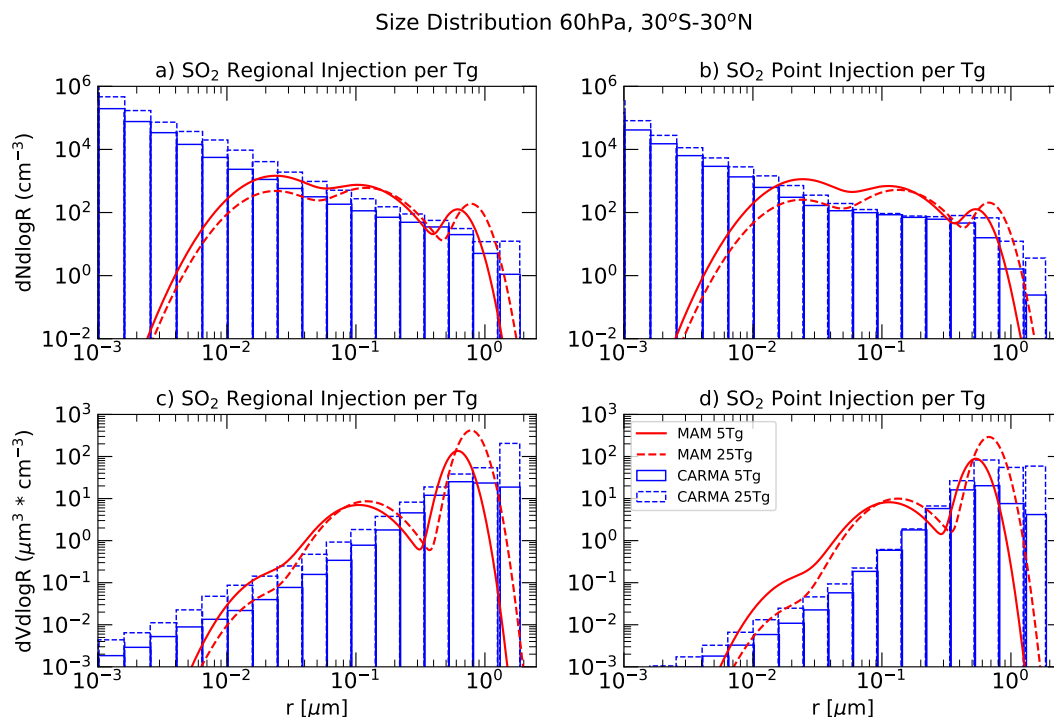 Size Distribution 60hPa, 30°S-30°N
a) SO₂ Regional Injection per Tg
b) SO₂ Point Injection per Tg
dNdlogR (cm⁻³)
10⁶
10⁴
10²
10⁰
10⁻²
10⁻³ 10⁻² 10⁻¹ 10⁰
10⁶
10⁴
10²
10⁰
10⁻²
10⁻³ 10⁻² 10⁻¹ 10⁰
c) SO₂ Regional Injection per Tg
d) SO₂ Point Injection per Tg
dVdlogR (μm³ * cm⁻³)
10³
10²
10¹
10⁰
10⁻¹
10⁻²
10⁻³
10⁻³ 10⁻² 10⁻¹ 10⁰
r [μm]
10³
10²
10¹
10⁰
10⁻¹
10⁻²
10⁻³
MAM 5Tg
MAM 25Tg
CARMA 5Tg
CARMA 25Tg
10⁻³ 10⁻² 10⁻¹ 10⁰
r [μm]